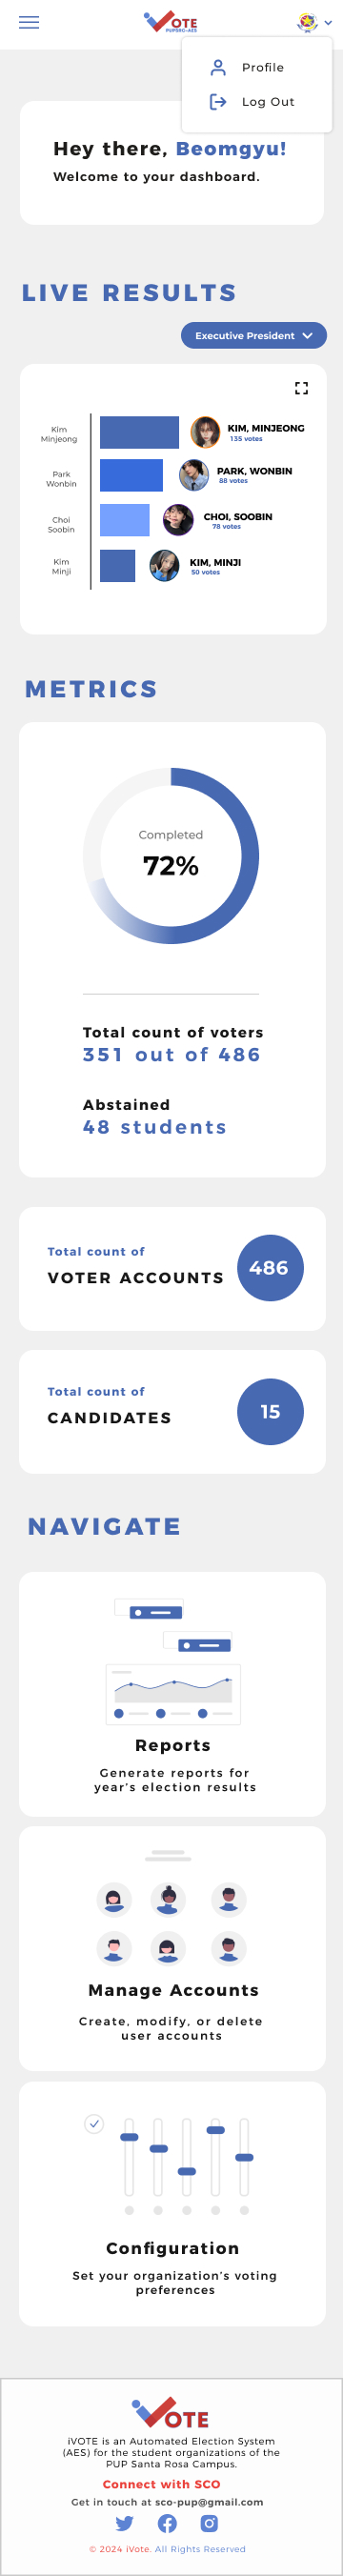 VOTE
PUPSRC-AES
Profile
Log Out
Hey there, Beomgyu!
Welcome to your dashboard.
LIVE RESULTS
Executive President
Kim
Minjeong
KIM, MINJEONG
135 votes
Park
Wonbin
PARK, WONBIN
88 votes
Choi
Soobin
CHOI, SOOBIN
78 votes
Kim
Minji
KIM, MINJI
50 votes
METRICS
Completed
72%
Total count of voters
351 out of 486
Abstained
48 students
Total count of
VOTER ACCOUNTS
486
Total count of
CANDIDATES
15
NAVIGATE
Reports
Generate reports for
year’s election results
Manage Accounts
Create, modify, or delete
user accounts
Configuration
Set your organization’s voting
preferences
VOTE
iVOTE is an Automated Election System
(AES) for the student organizations of the
PUP Santa Rosa Campus.
Connect with SCO
Get in touch at sco-pup@gmail.com
© 2024 iVote. All Rights Reserved